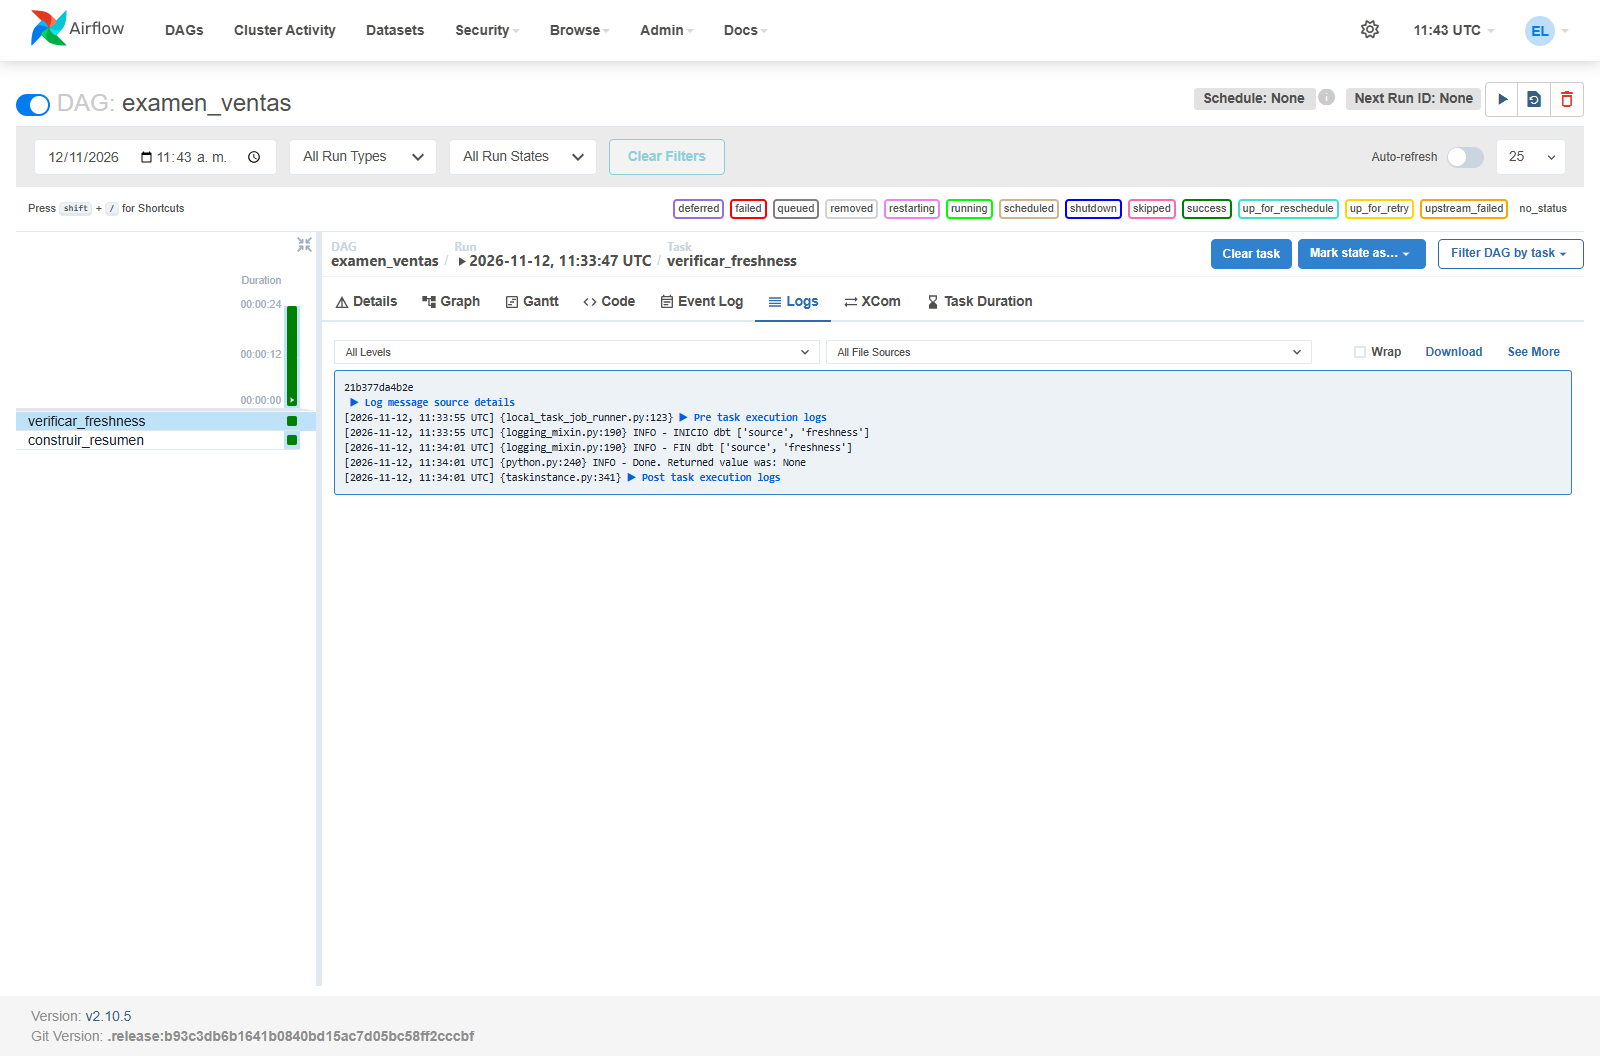 Airflow
DAGs
Cluster Activity
Datasets
Security
Browse
Admin
Docs
11:43 UTC
EL
DAG: examen_ventas
Schedule: None
Next Run ID: None
12/11/2026 11:43 a. m.
All Run Types
All Run States
Clear Filters
Auto-refresh
25
Press shift + / for Shortcuts
deferred
failed
queued
removed
restarting
running
scheduled
shutdown
skipped
success
up_for_reschedule
up_for_retry
upstream_failed
no_status
Duration
00:00:24
00:00:12
00:00:00
verificar_freshness
construir_resumen
DAG
examen_ventas
/
Run
2026-11-12, 11:33:47 UTC
/
Task
verificar_freshness
Clear task
Mark state as...
Filter DAG by task
Details
Graph
Gantt
Code
Event Log
Logs
XCom
Task Duration
All Levels
All File Sources
Wrap
Download
See More
21b377da4b2e
Log message source details
[2026-11-12, 11:33:55 UTC] {local_task_job_runner.py:123} ▶ Pre task execution logs
[2026-11-12, 11:33:55 UTC] {logging_mixin.py:190} INFO - INICIO dbt ['source', 'freshness']
[2026-11-12, 11:34:01 UTC] {logging_mixin.py:190} INFO - FIN dbt ['source', 'freshness']
[2026-11-12, 11:34:01 UTC] {python.py:240} INFO - Done. Returned value was: None
[2026-11-12, 11:34:01 UTC] {taskinstance.py:341} ▶ Post task execution logs
Version: v2.10.5
Git Version: .release:b93c3db6b1641b0840bd15ac7d05bc58ff2cccbf